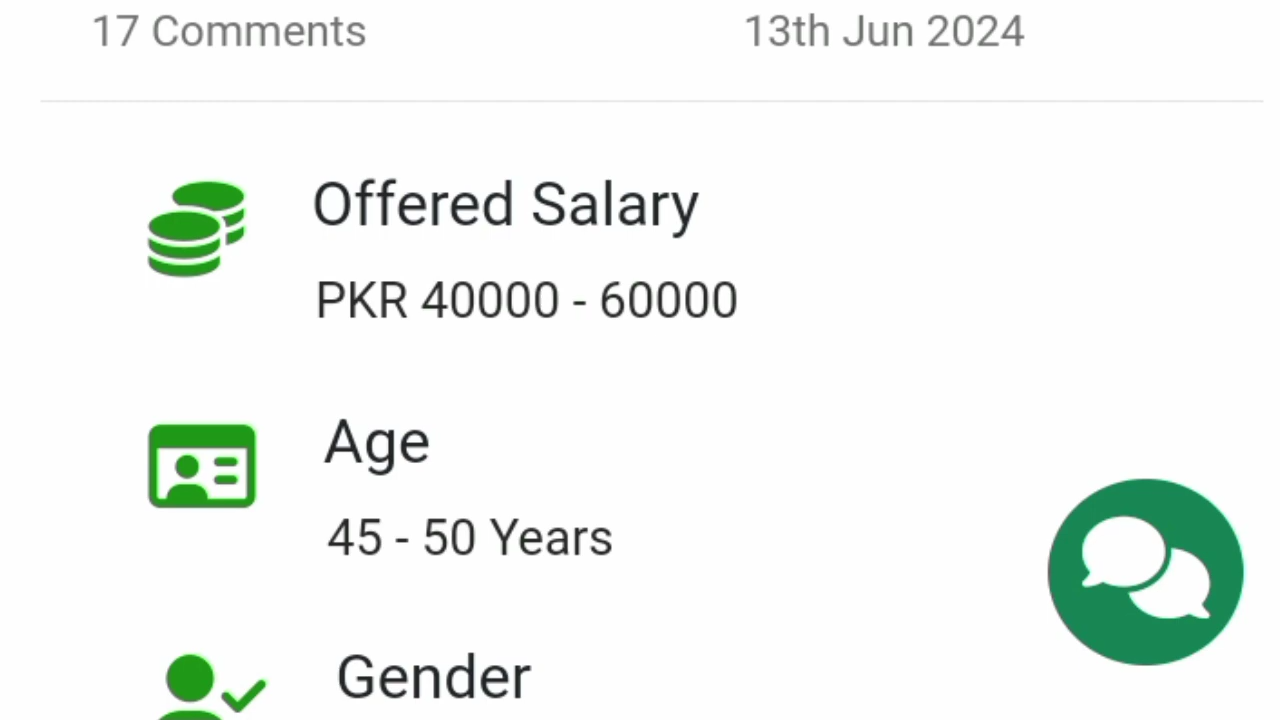 17 Comments 13th Jun 2024
Offered Salary
PKR 40000 - 60000
Age
45 - 50 Years
Gender